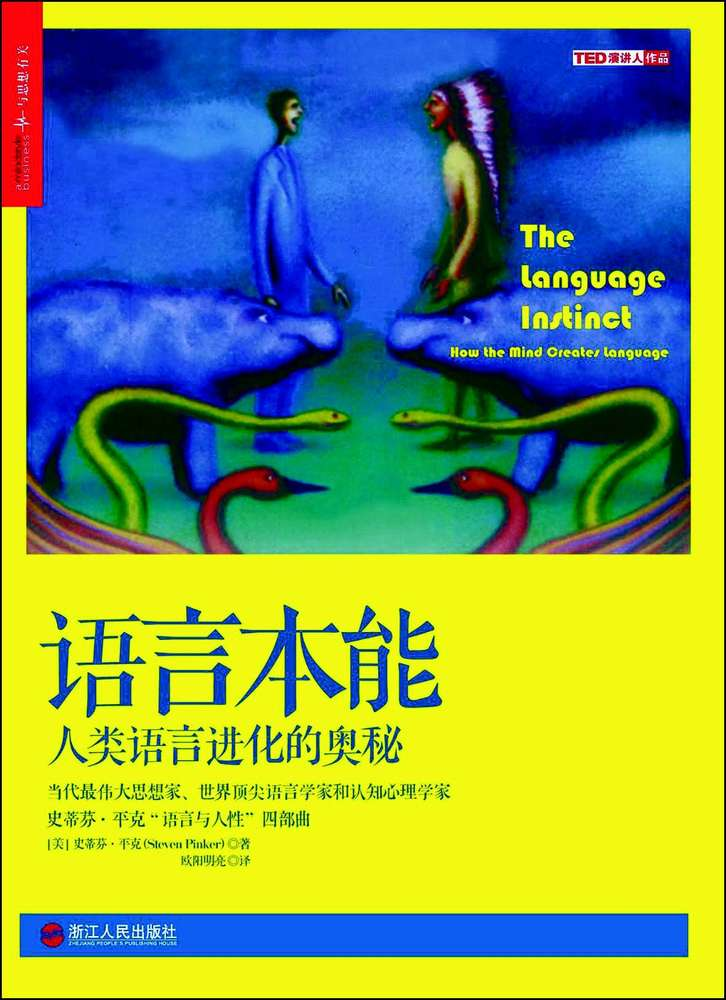 与思想有关
business
TED演讲人作品
The
Language
Instinct
How the Mind Creates Language
语言本能
人类语言进化的奥秘
当代最伟大思想家、世界顶尖语言学家和认知心理学家
史蒂芬·平克“语言与人性”四部曲
[美] 史蒂芬·平克(Steven Pinker)◎著
欧阳明亮◎译
浙江人民出版社
ZHEJIANG PEOPLE'S PUBLISHING HOUSE